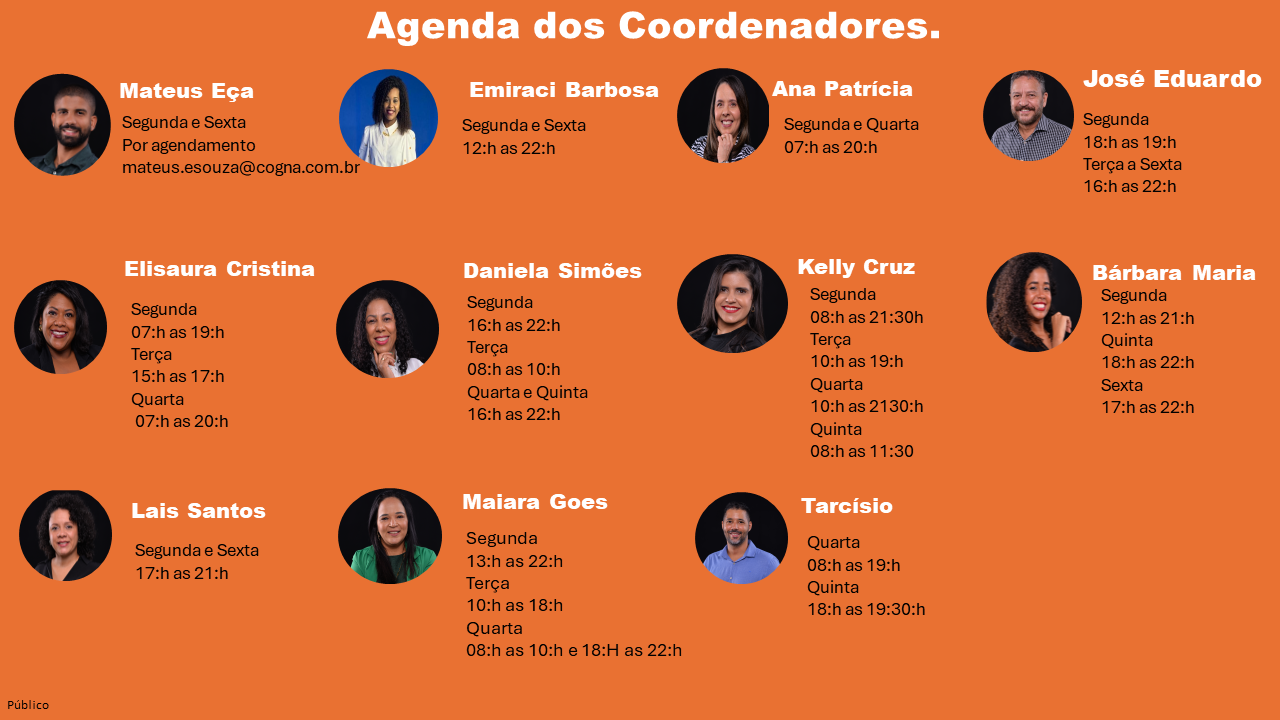 Agenda dos Coordenadores.
Mateus Eça
Segunda e Sexta
Por agendamento
mateus.esouza@cogna.com.br
Emiraci Barbosa
Segunda e Sexta
12:h as 22:h
Ana Patrícia
Segunda e Quarta
07:h as 20:h
José Eduardo
Segunda
18:h as 19:h
Terça a Sexta
16:h as 22:h
Elisaura Cristina
Segunda
07:h as 19:h
Terça
15:h as 17:h
Quarta
07:h as 20:h
Daniela Simões
Segunda
16:h as 22:h
Terça
08:h as 10:h
Quarta e Quinta
16:h as 22:h
Kelly Cruz
Segunda
08:h as 21:30h
Terça
10:h as 19:h
Quarta
10:h as 2130:h
Quinta
08:h as 11:30
Bárbara Maria
Segunda
12:h as 21:h
Quinta
18:h as 22:h
Sexta
17:h as 22:h
Lais Santos
Segunda e Sexta
17:h as 21:h
Maiara Goes
Segunda
13:h as 22:h
Terça
10:h as 18:h
Quarta
08:h as 10:h e 18:H as 22:h
Tarcísio
Quarta
08:h as 19:h
Quinta
18:h as 19:30:h
Público